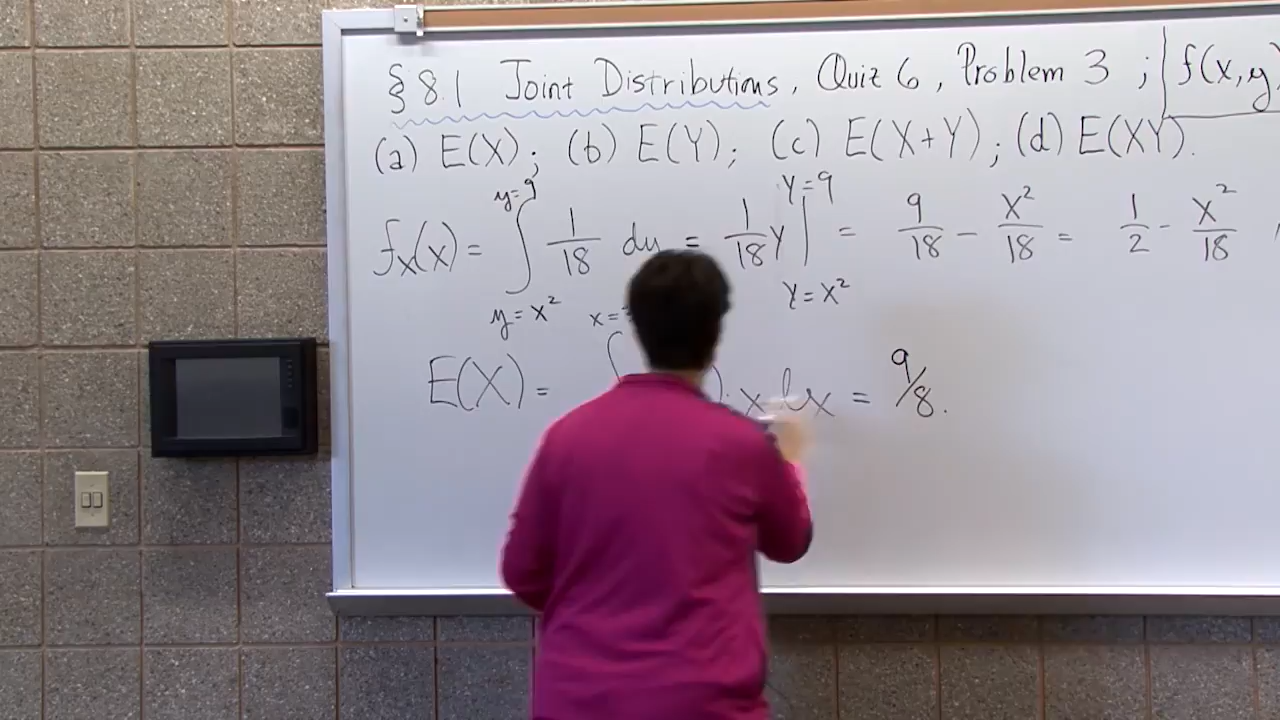 § 8.1 Joint Distributions, Quiz 6, Problem 3 ; f(x,y)
(a) E(X); (b) E(Y); (c) E(X+Y); (d) E(XY).
y=9 y=9
fx(x) = ∫ 1/18 dy = 1/18 y | = 9/18 - x²/18 = 1/2 - x²/18
y=x² x= y=x²
E(X) = ∫ ) · x dx = 9/8.